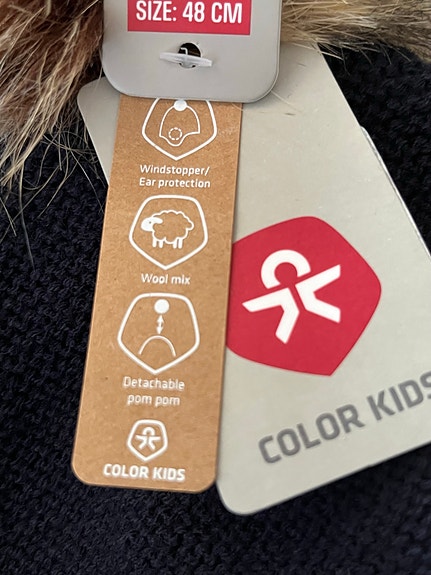 SIZE: 48 CM
Windstopper/
Ear protection
Wool mix
Detachable
pom pom
COLOR KIDS
COLOR KIDS